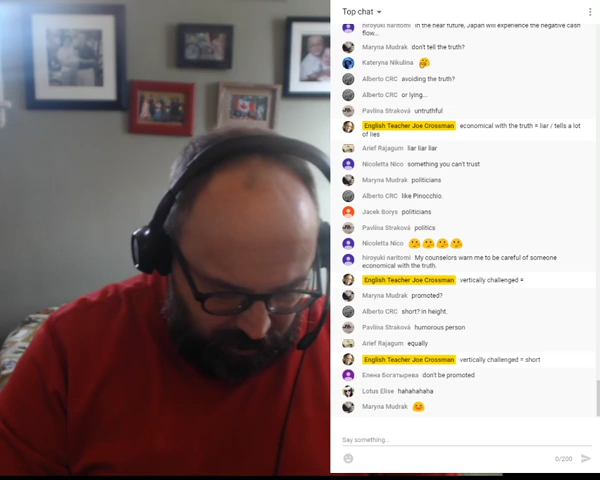 Top chat
hiroyuki naritomi in the near future, Japan will experience the negative cash
flow...
Maryna Mudrak don't tell the truth?
Kateryna Nikulina
Alberto CRC avoiding the truth?
Alberto CRC or lying...
Pavlína Straková untruthful
English Teacher Joe Crossman economical with the truth = liar / tells a lot
of lies
Arief Rajagum liar liar liar
Nicoletta Nico something you can't trust
Maryna Mudrak politicians
Alberto CRC like Pinocchio.
Jacek Borys politicians
Pavlína Straková politics
Nicoletta Nico
hiroyuki naritomi My counselors warn me to be careful of someone
economical with the truth.
English Teacher Joe Crossman vertically challenged =
Maryna Mudrak promoted?
Alberto CRC short? in height.
Pavlína Straková humorous person
Arief Rajagum equally
English Teacher Joe Crossman vertically challenged = short
Елена Богатырева don't be promoted
Lotus Elise hahahahaha
Maryna Mudrak
Say something...
0/200